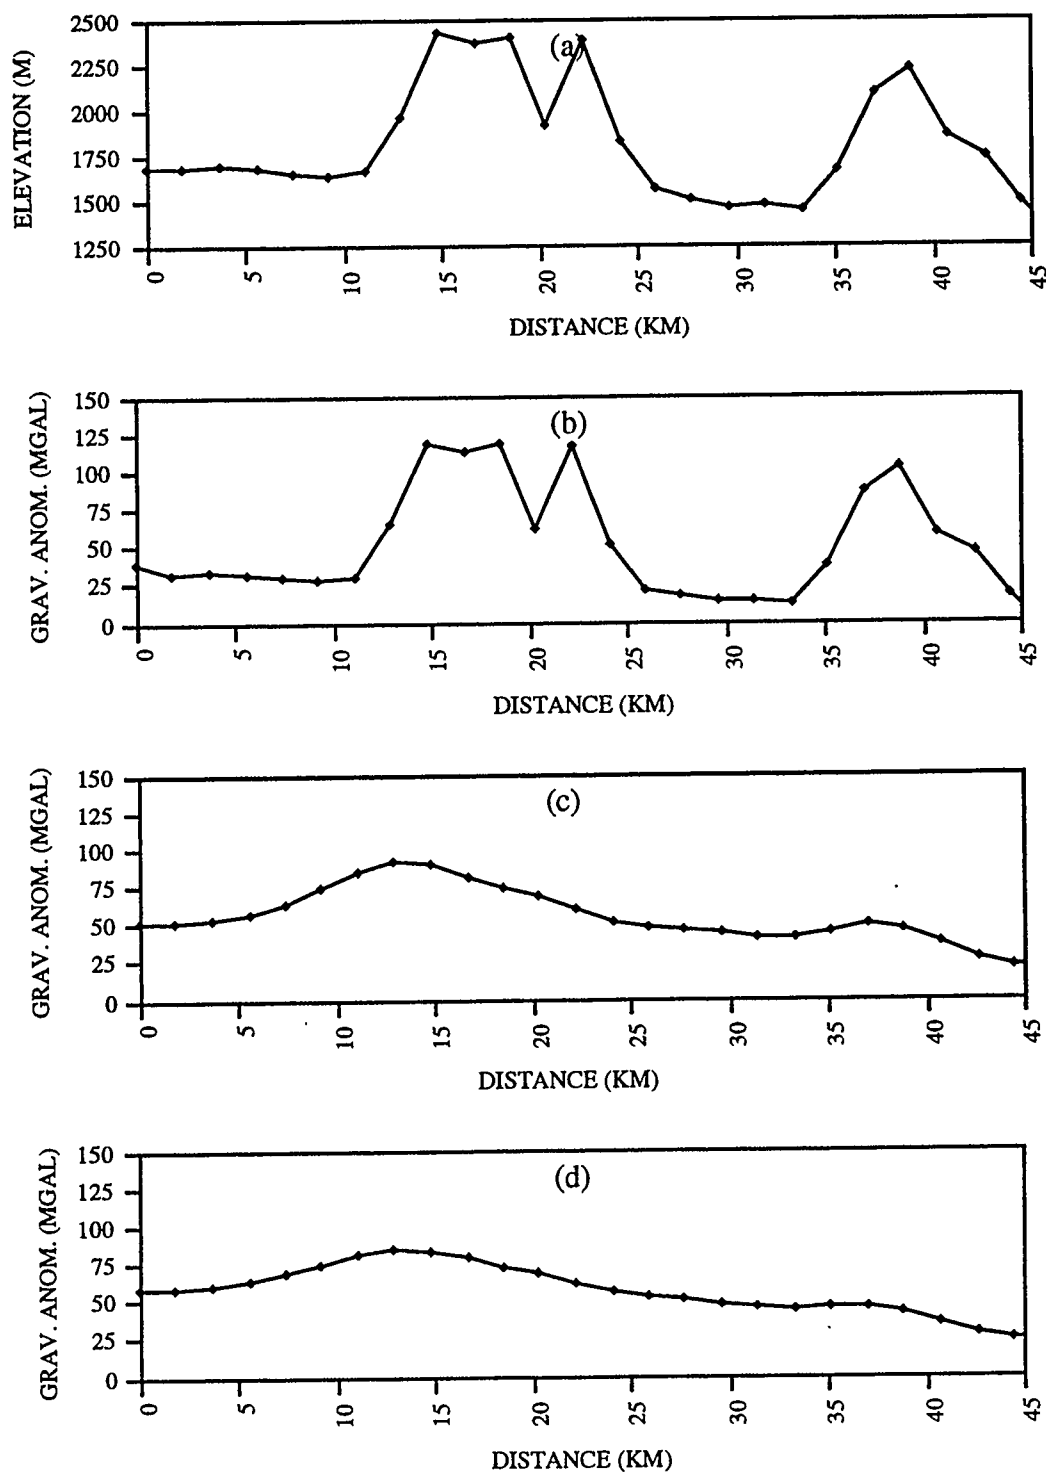 2500
2250
2000
1750
1500
1250
ELEVATION (M)
(a)
0 5 10 15 20 25 30 35 40 45
DISTANCE (KM)
150
125
100
75
50
25
0
GRAV. ANOM. (MGAL)
(b)
0 5 10 15 20 25 30 35 40 45
DISTANCE (KM)
150
125
100
75
50
25
0
GRAV. ANOM. (MGAL)
(c)
0 5 10 15 20 25 30 35 40 45
DISTANCE (KM)
150
125
100
75
50
25
0
GRAV. ANOM. (MGAL)
(d)
0 5 10 15 20 25 30 35 40 45
DISTANCE (KM)